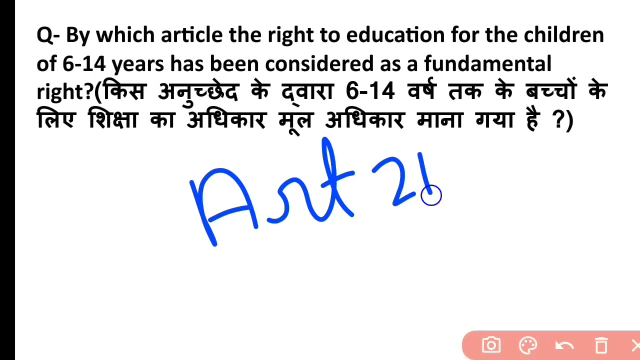 Q- By which article the right to education for the children
of 6-14 years has been considered as a fundamental
right?(किस अनुच्छेद के द्वारा 6-14 वर्ष तक के बच्चों के
लिए शिक्षा का अधिकार मूल अधिकार माना गया है ?)
Art 21